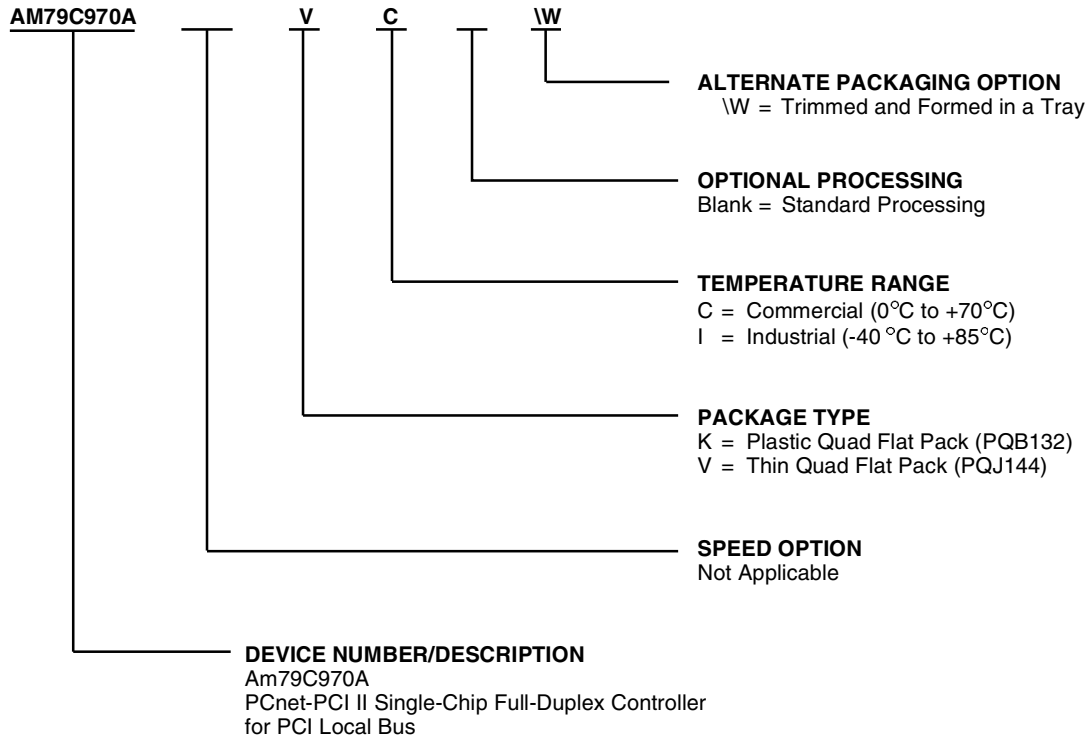 AM79C970A V C \W
ALTERNATE PACKAGING OPTION
\W = Trimmed and Formed in a Tray
OPTIONAL PROCESSING
Blank = Standard Processing
TEMPERATURE RANGE
C = Commercial (0°C to +70°C)
I = Industrial (-40 °C to +85°C)
PACKAGE TYPE
K = Plastic Quad Flat Pack (PQB132)
V = Thin Quad Flat Pack (PQJ144)
SPEED OPTION
Not Applicable
DEVICE NUMBER/DESCRIPTION
Am79C970A
PCnet-PCI II Single-Chip Full-Duplex Controller
for PCI Local Bus